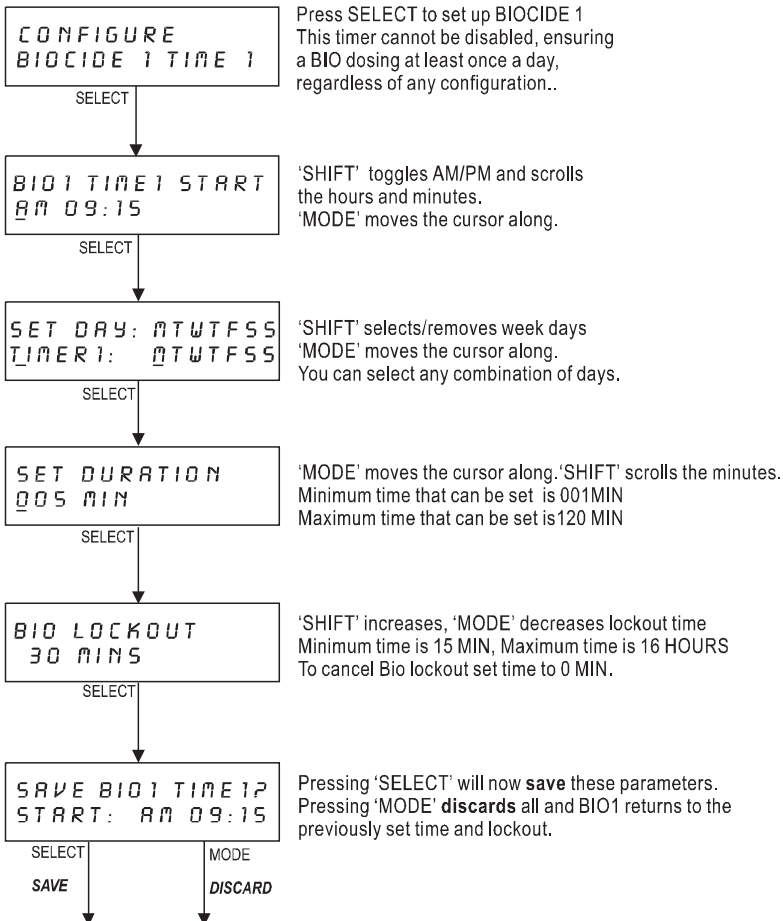 CONFIGURE
BIOCIDE 1 TIME 1
Press SELECT to set up BIOCIDE 1
This timer cannot be disabled, ensuring
a BIO dosing at least once a day,
regardless of any configuration..
SELECT
BIO1 TIME1 START
AM 09:15
'SHIFT' toggles AM/PM and scrolls
the hours and minutes.
'MODE' moves the cursor along.
SELECT
SET DAY: MTWTFSS
TIMER1: MTWTFSS
'SHIFT' selects/removes week days
'MODE' moves the cursor along.
You can select any combination of days.
SELECT
SET DURATION
005 MIN
'MODE' moves the cursor along.'SHIFT' scrolls the minutes.
Minimum time that can be set is 001MIN
Maximum time that can be set is120 MIN
SELECT
BIO LOCKOUT
30 MINS
'SHIFT' increases, 'MODE' decreases lockout time
Minimum time is 15 MIN, Maximum time is 16 HOURS
To cancel Bio lockout set time to 0 MIN.
SELECT
SAVE BIO1 TIME1?
START: AM 09:15
Pressing 'SELECT' will now save these parameters.
Pressing 'MODE' discards all and BIO1 returns to the
previously set time and lockout.
SELECT MODE
SAVE DISCARD